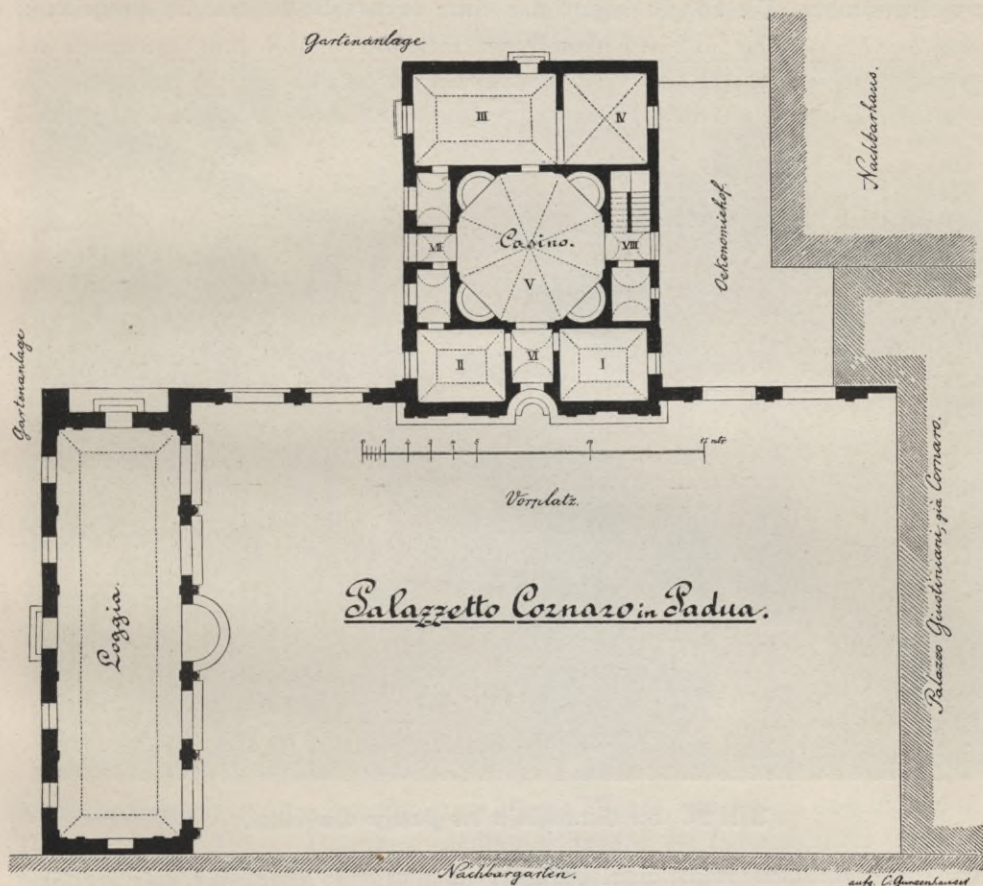 Gartenanlage
Nachbarhaus.
III
IV
Oekonomiehof.
VII
Casino.
VIII
V
Gartenanlage
II
VI
I
Vorplatz.
Palazzetto Cornaro in Padua.
Loggia.
Palazzo Giustiniani, già Cornaro.
Nachbargarten.